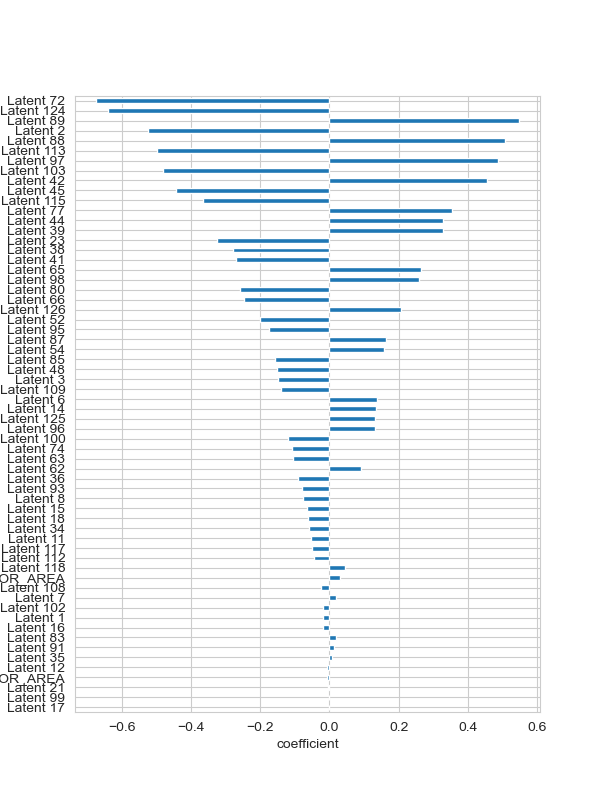 Latent 72
Latent 124
Latent 89
Latent 2
Latent 88
Latent 113
Latent 97
Latent 103
Latent 42
Latent 45
Latent 115
Latent 77
Latent 44
Latent 39
Latent 23
Latent 38
Latent 41
Latent 65
Latent 98
Latent 80
Latent 66
Latent 126
Latent 52
Latent 95
Latent 87
Latent 54
Latent 85
Latent 48
Latent 3
Latent 109
Latent 6
Latent 14
Latent 125
Latent 96
Latent 100
Latent 74
Latent 63
Latent 62
Latent 36
Latent 93
Latent 8
Latent 15
Latent 18
Latent 34
Latent 11
Latent 117
Latent 112
Latent 118
OR_AREA
Latent 108
Latent 7
Latent 102
Latent 1
Latent 16
Latent 83
Latent 91
Latent 35
Latent 12
OR_AREA
Latent 21
Latent 99
Latent 17
−0.6 −0.4 −0.2 0.0 0.2 0.4 0.6
coefficient